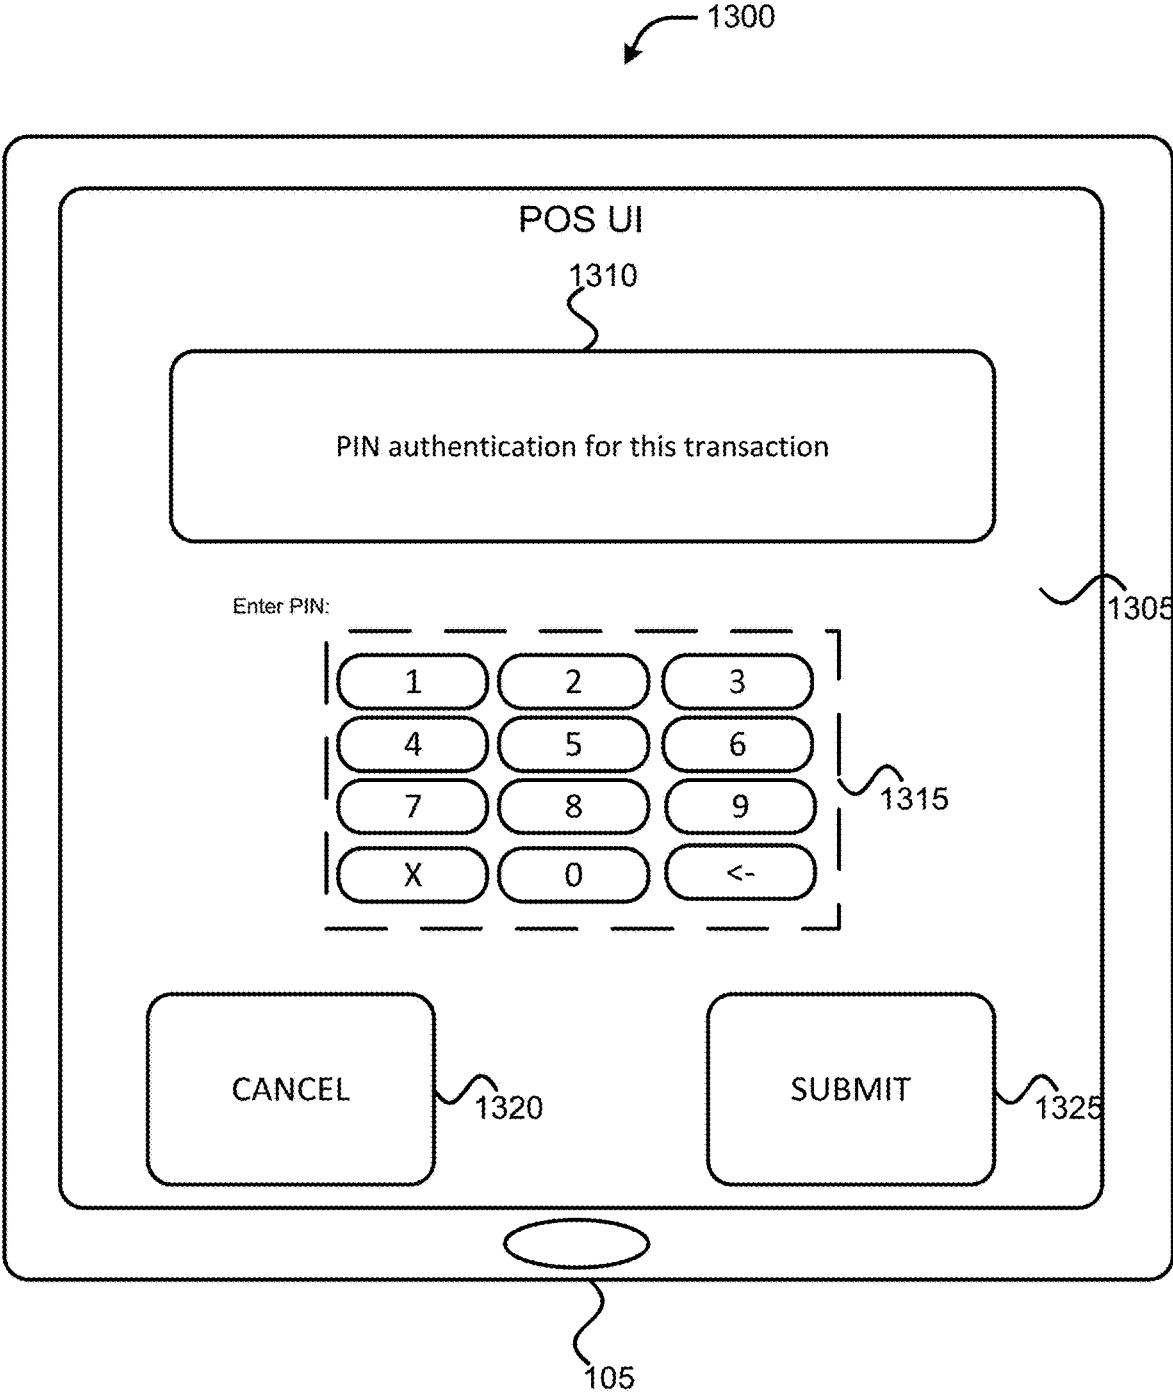 1300
POS UI
1310
PIN authentication for this transaction
1305
Enter PIN:
1 2 3
4 5 6
7 8 9
X 0 <-
1315
CANCEL
1320
SUBMIT
1325
105